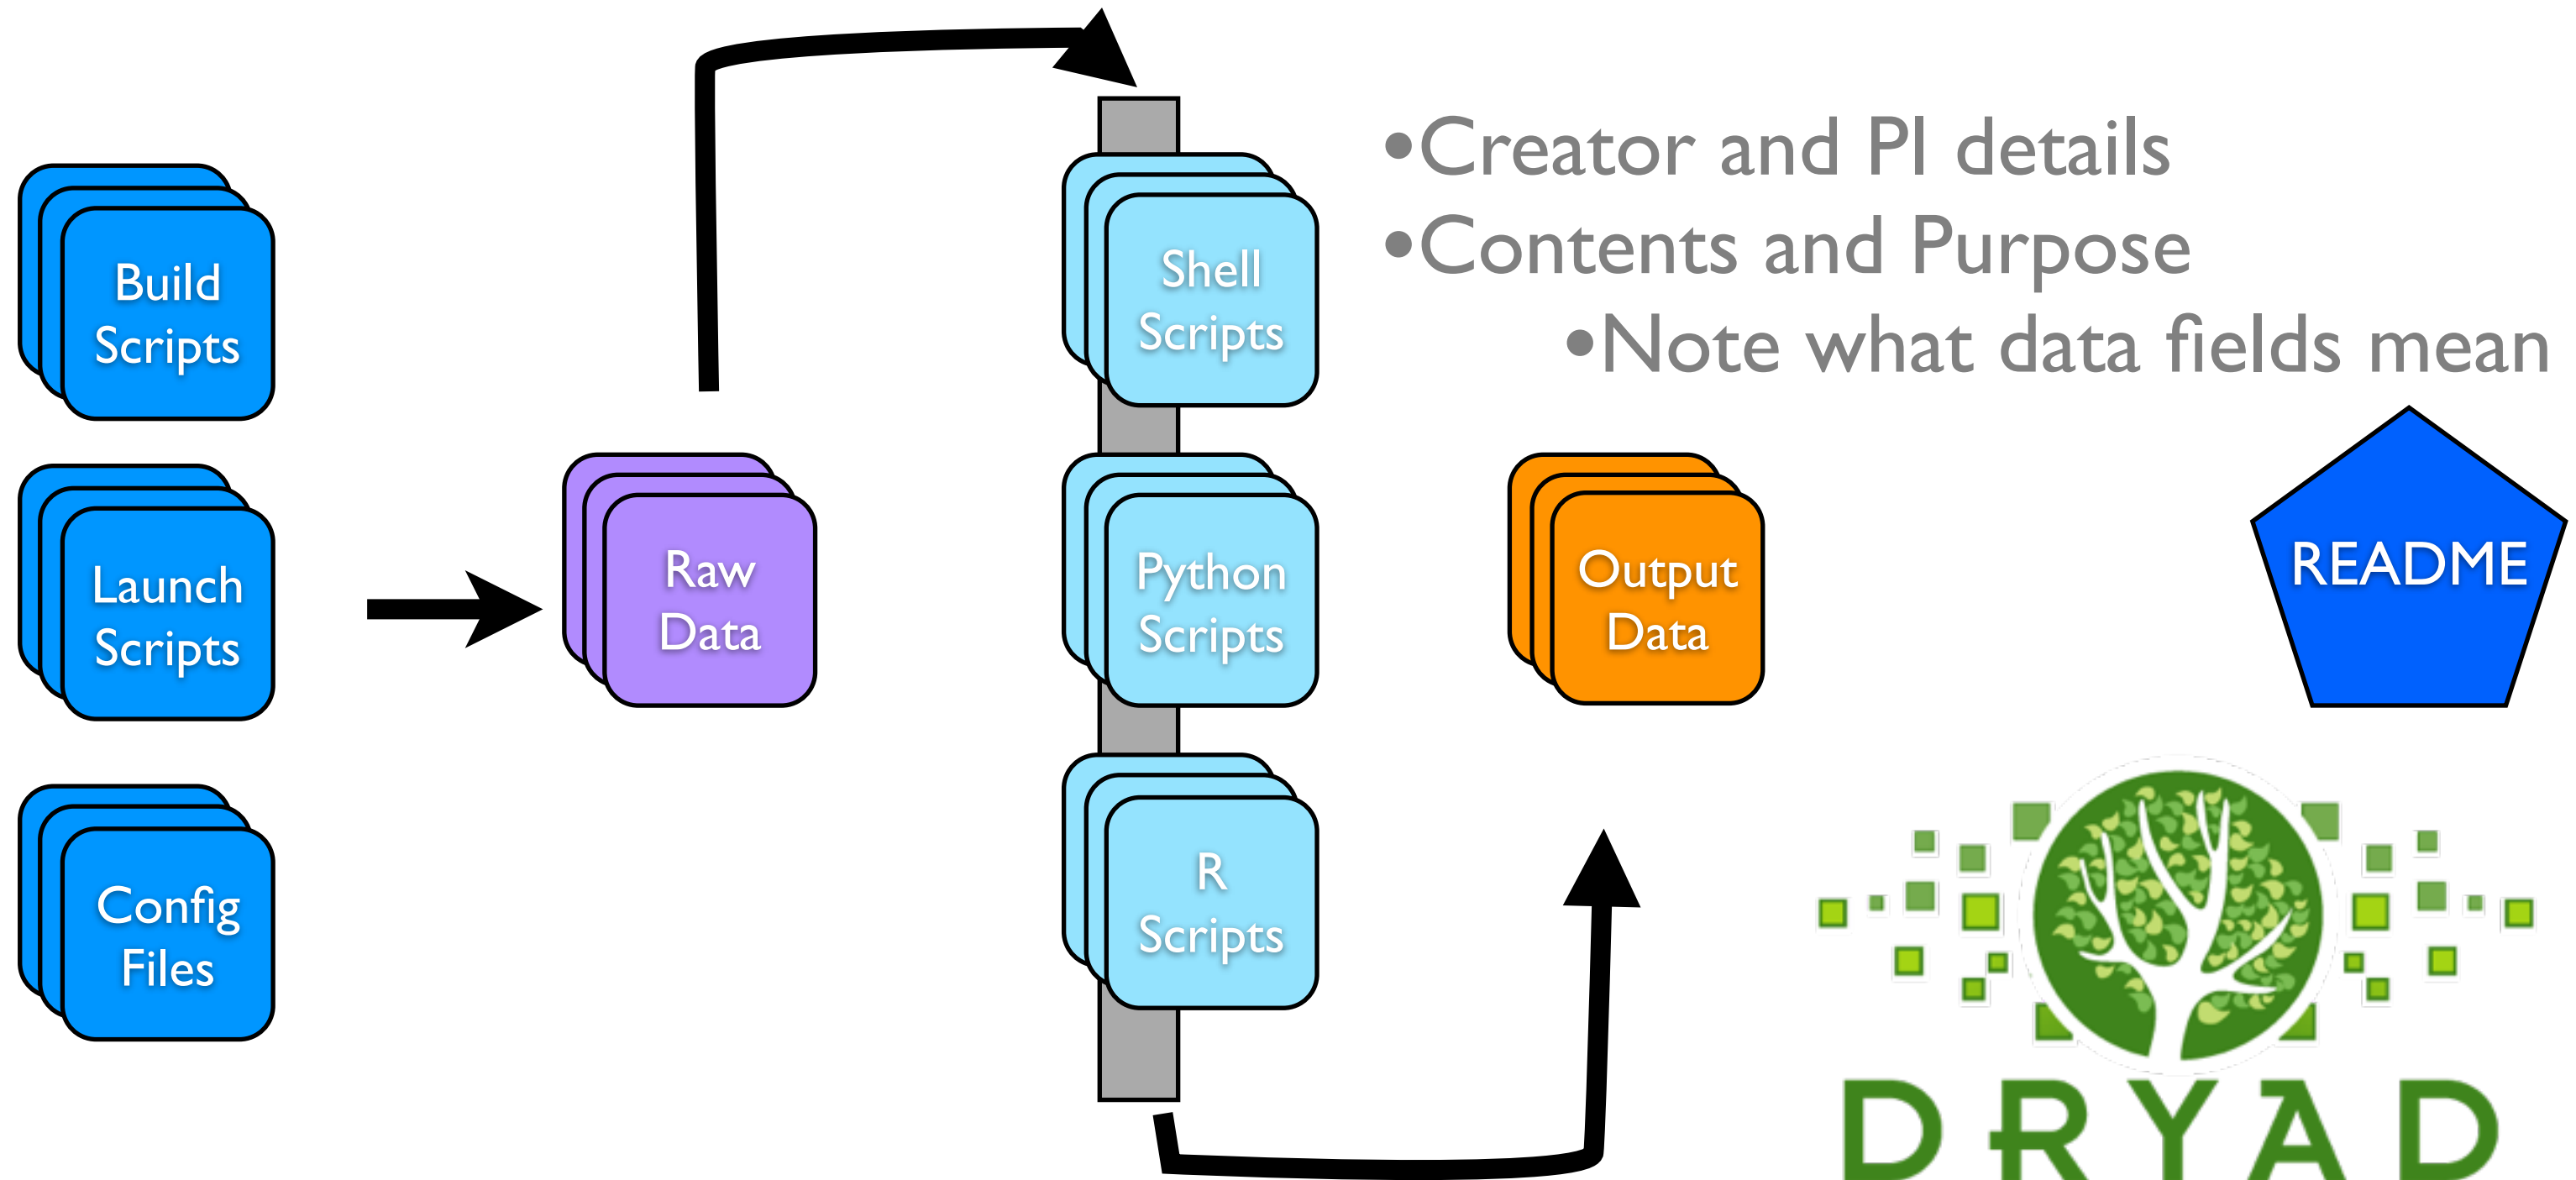 Build
Scripts
Launch
Scripts
Config
Files
Raw
Data
Shell
Scripts
Python
Scripts
R
Scripts
•Creator and PI details
•Contents and Purpose
•Note what data fields mean
Output
Data
README
DRYAD